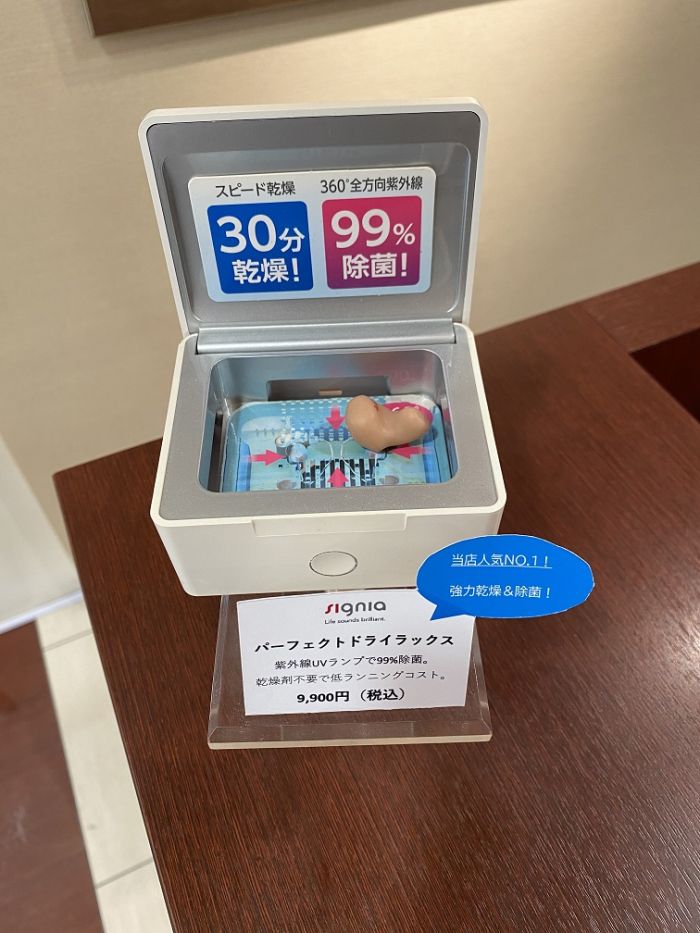 スピード乾燥
30分
乾燥!
360°全方向紫外線
99%
除菌!
当店人気NO.1！
強力乾燥＆除菌！
signia
Life sounds brilliant.
パーフェクトドライラックス
紫外線UVランプで99%除菌。
乾燥剤不要で低ランニングコスト。
9,900円（税込）